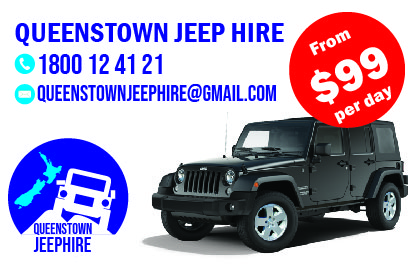 QUEENSTOWN JEEP HIRE
1800 12 41 21
QUEENSTOWNJEEPHIRE@GMAIL.COM
From
$99
per day
QUEENSTOWN
JEEPHIRE